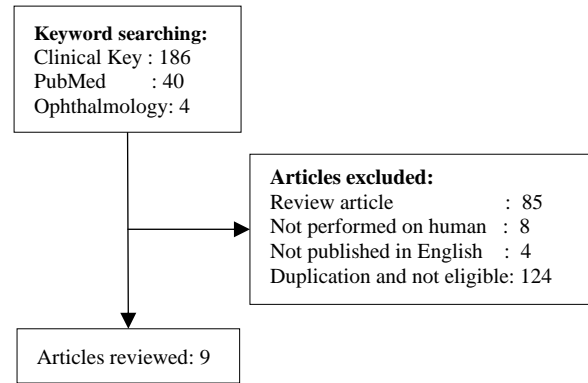 Keyword searching:
Clinical Key : 186
PubMed : 40
Ophthalmology: 4
Articles excluded:
Review article : 85
Not performed on human : 8
Not published in English : 4
Duplication and not eligible: 124
Articles reviewed: 9